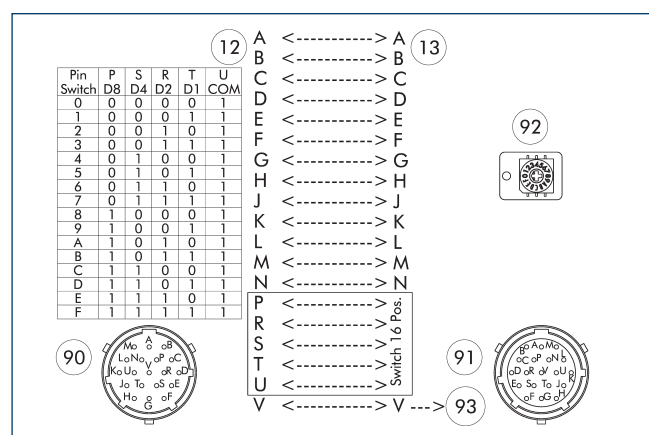 12 A <------------> A 13
B <------------> B
C <------------> C
D <------------> D
E <------------> E
F <------------> F
G <------------> G
H <------------> H
J <------------> J
K <------------> K
L <------------> L
M <------------> M
N <------------> N
P <------------>
R <------------>
S <------------>
T <------------>
U <------------>
Switch 16 Pos.
V <------------> V ---> 93
Pin P S R T U
Switch D8 D4 D2 D1 COM
0 0 0 0 0 1
1 0 0 0 1 1
2 0 0 1 0 1
3 0 0 1 1 1
4 0 1 0 0 1
5 0 1 0 1 1
6 0 1 1 0 1
7 0 1 1 1 1
8 1 0 0 0 1
9 1 0 0 1 1
A 1 0 1 0 1
B 1 0 1 1 1
C 1 1 0 0 1
D 1 1 0 1 1
E 1 1 1 0 1
F 1 1 1 1 1
92
90
A
M B
L N P C
V
K U R D
J T S E
H F
G
91
B A M
C P N L
D R V U K
E S T J
F G H